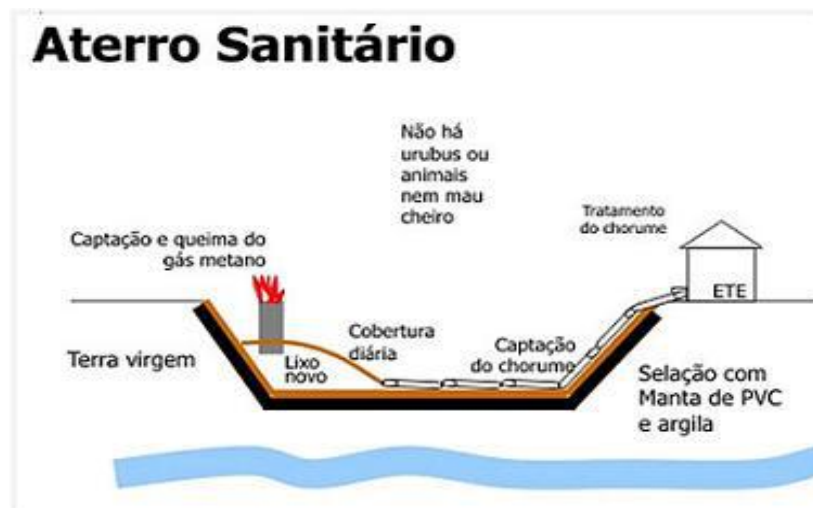 Aterro Sanitário
Não há
urubus ou
animais
nem mau
cheiro
Tratamento
do chorume
Captação e queima do
gás metano
ETE
Cobertura
diária
Captação
do chorume
Terra virgem
Lixo
novo
Selação com
Manta de PVC
e argila